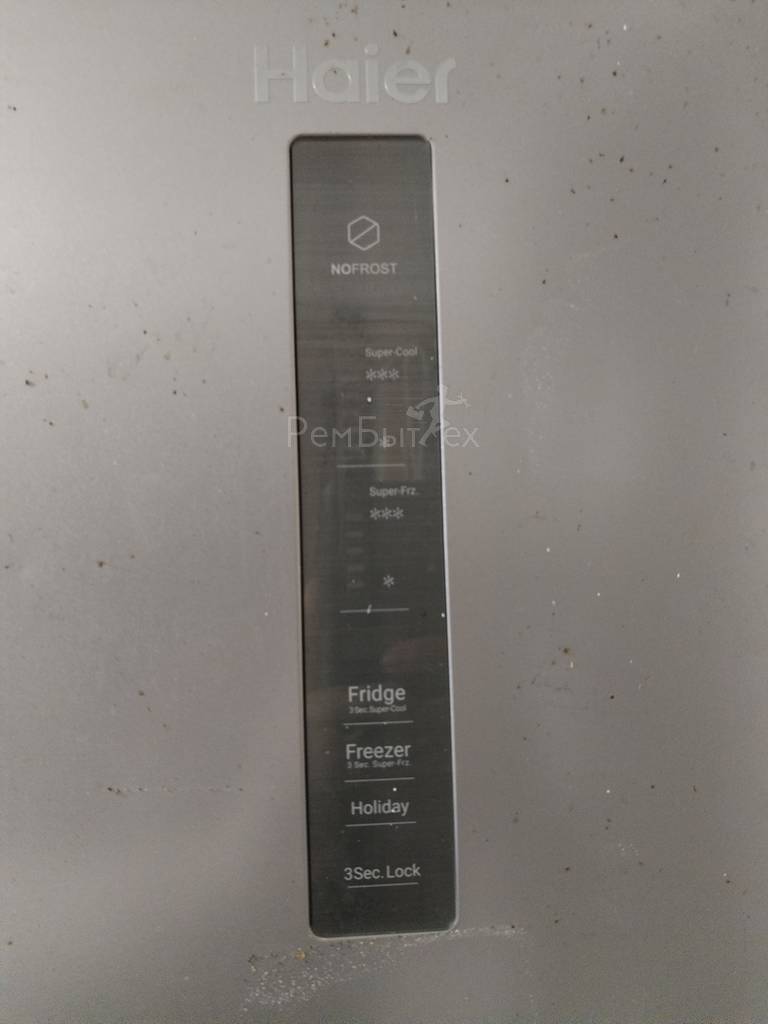 Haier
NOFROST
Super-Cool
***
РемБытТех
*
Super-Frz.
***
*
Fridge
3 Sec. Super-Cool
Freezer
3 Sec. Super-Frz.
Holiday
3Sec. Lock